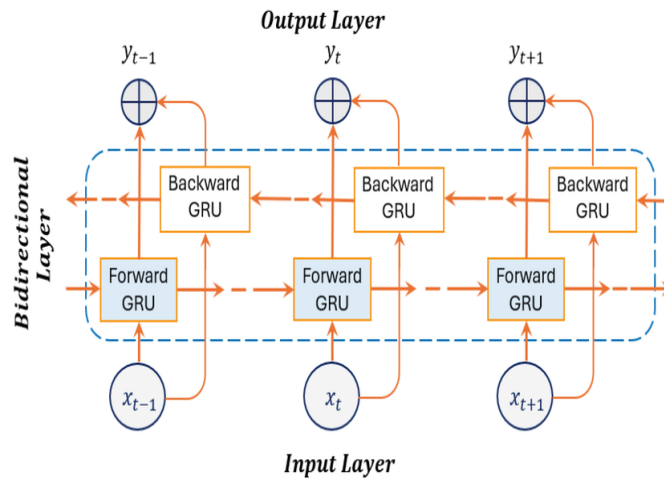 Output Layer
y_{t−1}
y_t
y_{t+1}
Bidirectional
Layer
Backward
GRU
Backward
GRU
Backward
GRU
Forward
GRU
Forward
GRU
Forward
GRU
x_{t−1}
x_t
x_{t+1}
Input Layer